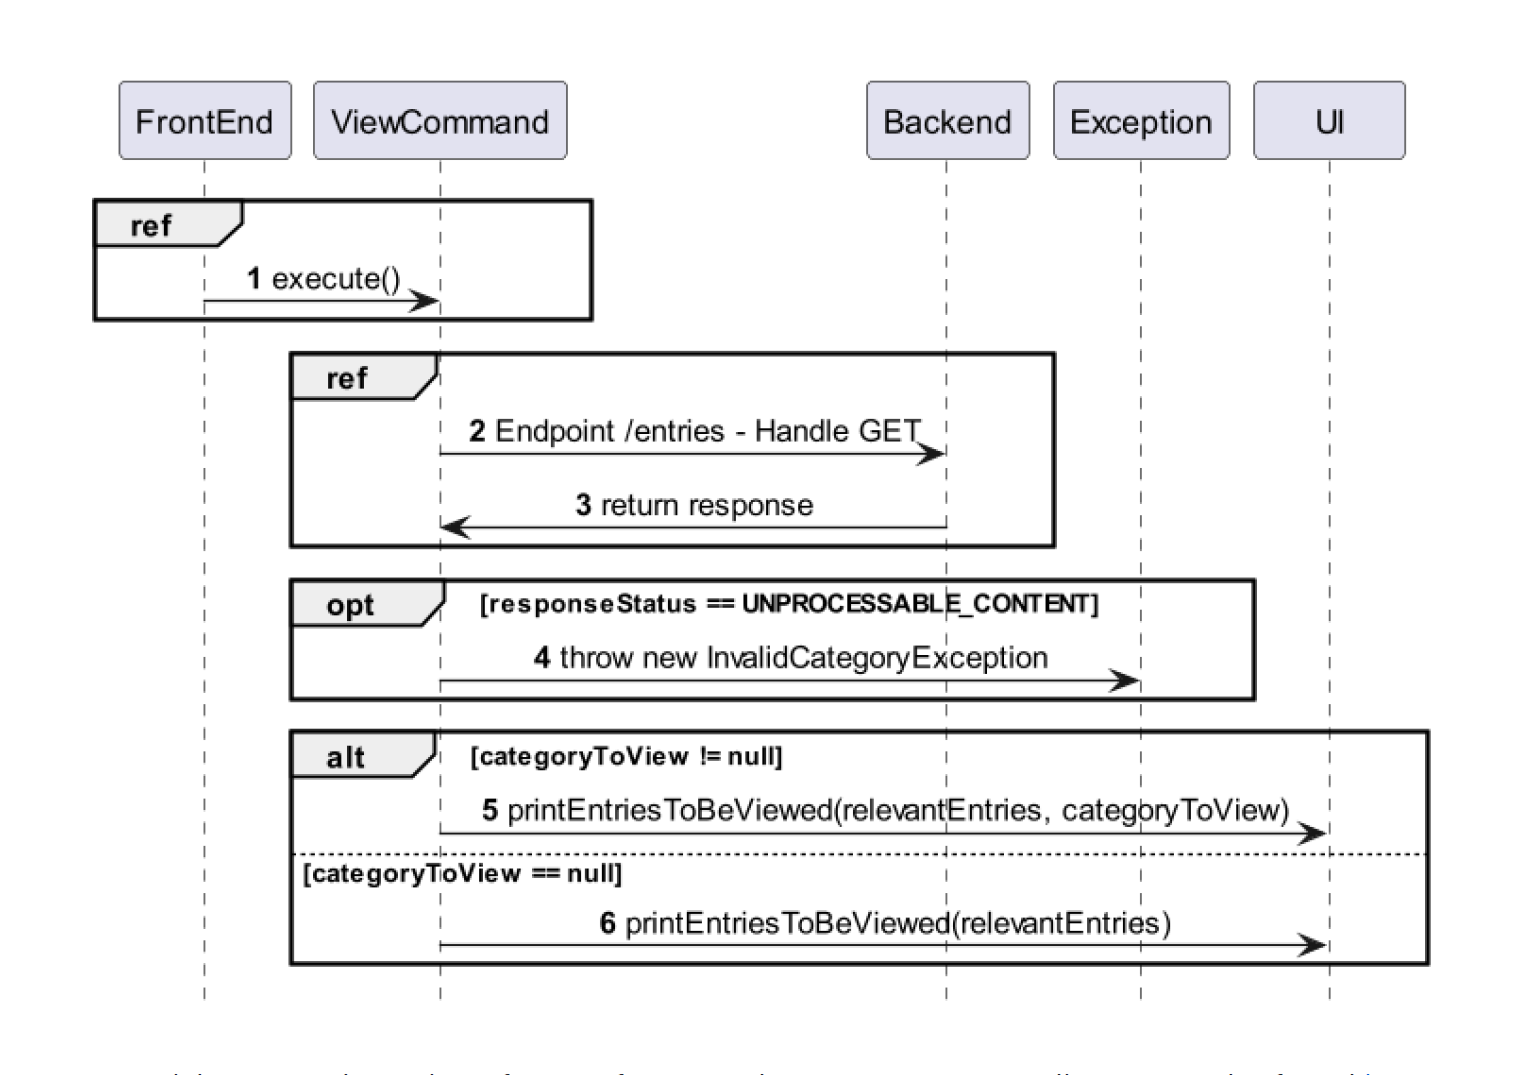 FrontEnd ViewCommand Backend Exception UI
ref
1 execute()
ref
2 Endpoint /entries - Handle GET
3 return response
opt [responseStatus == UNPROCESSABLE_CONTENT]
4 throw new InvalidCategoryException
alt [categoryToView != null]
5 printEntriesToBeViewed(relevantEntries, categoryToView)
[categoryToView == null]
6 printEntriesToBeViewed(relevantEntries)